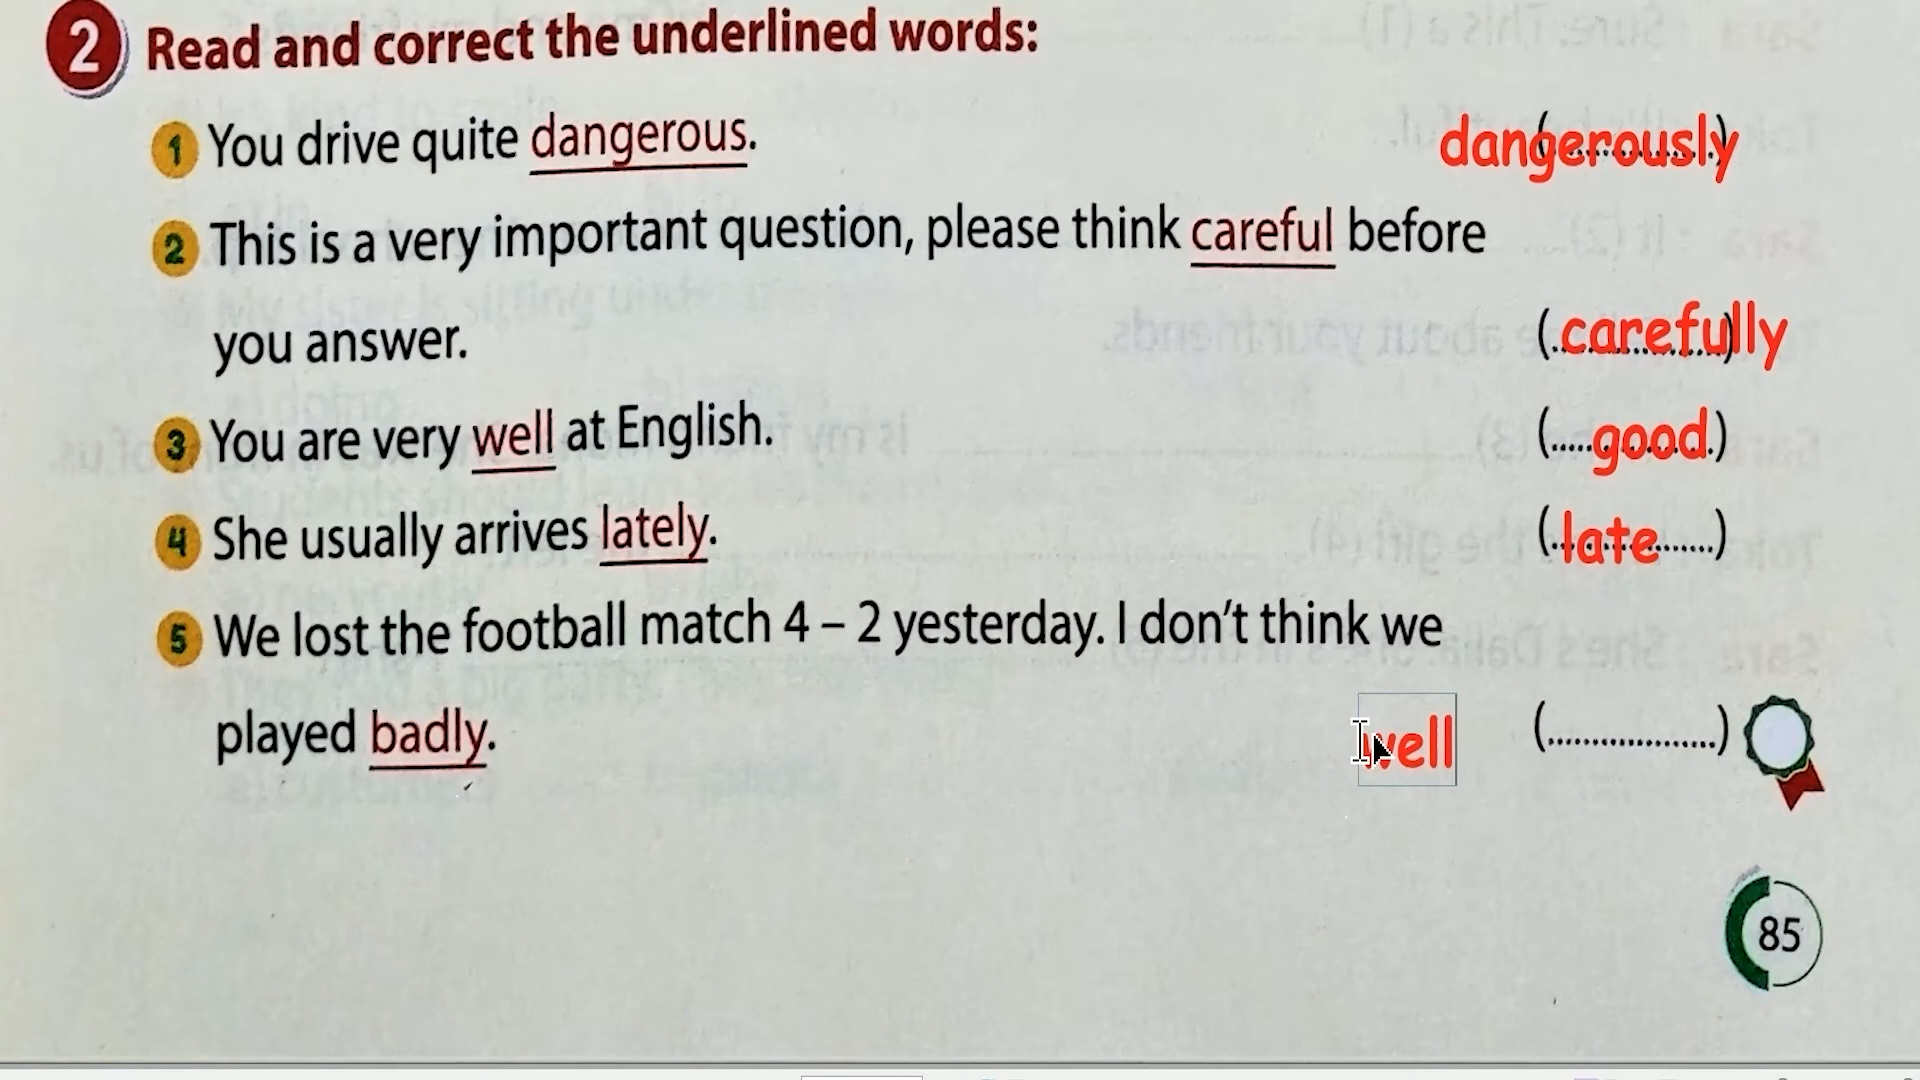 2 Read and correct the underlined words:
1 You drive quite dangerous. (..................) dangerously
2 This is a very important question, please think careful before
you answer. (..................) carefully
3 You are very well at English. (..................) good
4 She usually arrives lately. (..................) late
5 We lost the football match 4 – 2 yesterday. I don't think we
played badly. well (..................)
85